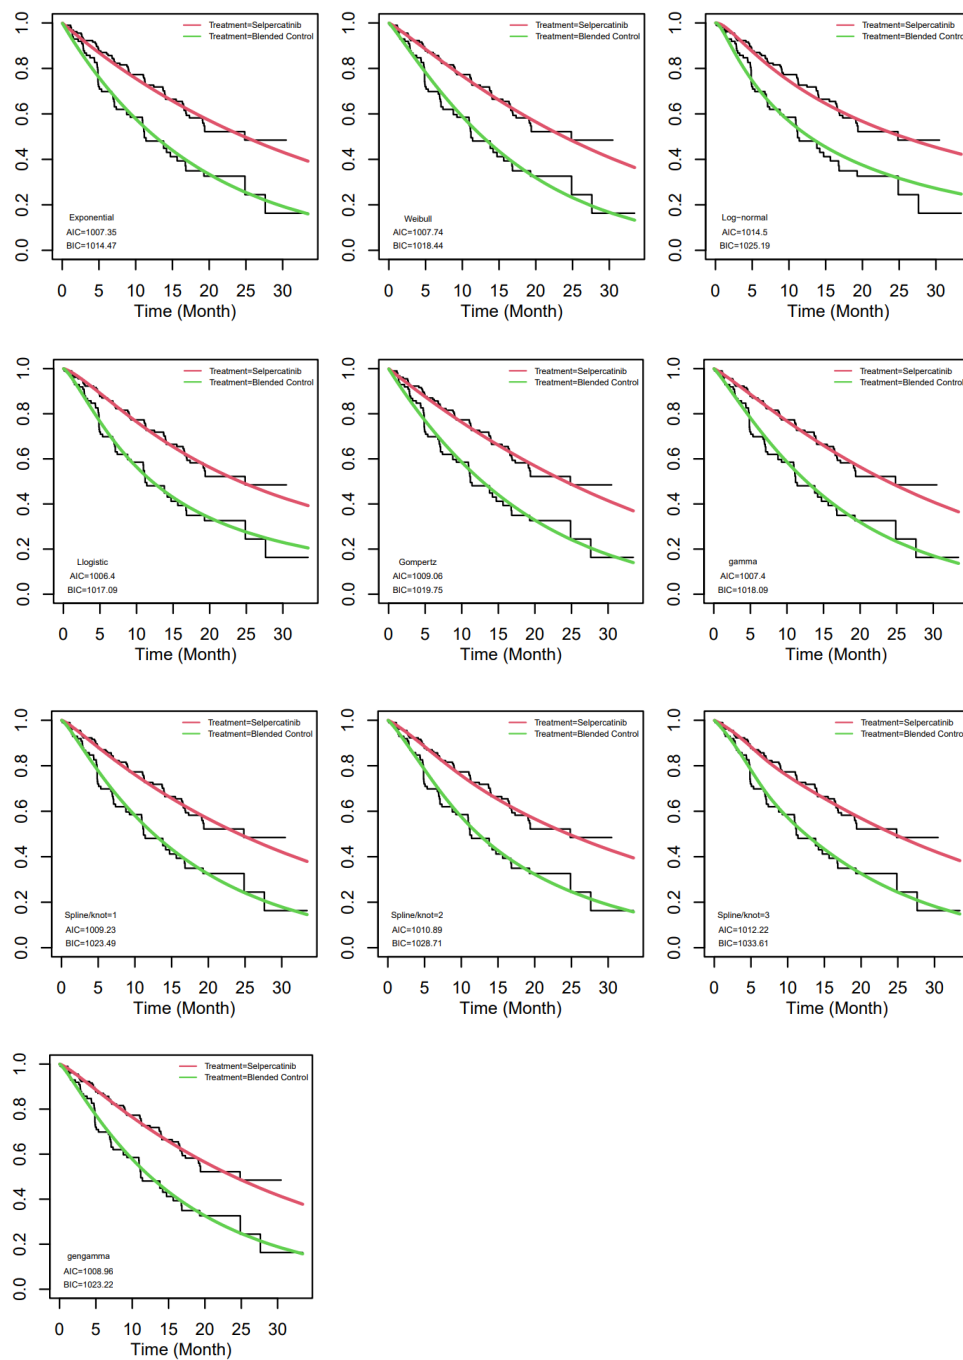 Treatment=Selpercatinib
Treatment=Blended Control
1.0
0.8
0.6
0.4
0.2
0.0
Exponential
AIC=1007.35
BIC=1014.47
0 5 10 15 20 25 30
Time (Month)
Treatment=Selpercatinib
Treatment=Blended Control
1.0
0.8
0.6
0.4
0.2
0.0
Weibull
AIC=1007.74
BIC=1018.44
0 5 10 15 20 25 30
Time (Month)
Treatment=Selpercatinib
Treatment=Blended Control
1.0
0.8
0.6
0.4
0.2
0.0
Log−normal
AIC=1014.5
BIC=1025.19
0 5 10 15 20 25 30
Time (Month)
Treatment=Selpercatinib
Treatment=Blended Control
1.0
0.8
0.6
0.4
0.2
0.0
Llogistic
AIC=1006.4
BIC=1017.09
0 5 10 15 20 25 30
Time (Month)
Treatment=Selpercatinib
Treatment=Blended Control
1.0
0.8
0.6
0.4
0.2
0.0
Gompertz
AIC=1009.06
BIC=1019.75
0 5 10 15 20 25 30
Time (Month)
Treatment=Selpercatinib
Treatment=Blended Control
1.0
0.8
0.6
0.4
0.2
0.0
gamma
AIC=1007.4
BIC=1018.09
0 5 10 15 20 25 30
Time (Month)
Treatment=Selpercatinib
Treatment=Blended Control
1.0
0.8
0.6
0.4
0.2
0.0
Spline/knot=1
AIC=1009.23
BIC=1023.49
0 5 10 15 20 25 30
Time (Month)
Treatment=Selpercatinib
Treatment=Blended Control
1.0
0.8
0.6
0.4
0.2
0.0
Spline/knot=2
AIC=1010.89
BIC=1028.71
0 5 10 15 20 25 30
Time (Month)
Treatment=Selpercatinib
Treatment=Blended Control
1.0
0.8
0.6
0.4
0.2
0.0
Spline/knot=3
AIC=1012.22
BIC=1033.61
0 5 10 15 20 25 30
Time (Month)
Treatment=Selpercatinib
Treatment=Blended Control
1.0
0.8
0.6
0.4
0.2
0.0
gengamma
AIC=1008.96
BIC=1023.22
0 5 10 15 20 25 30
Time (Month)